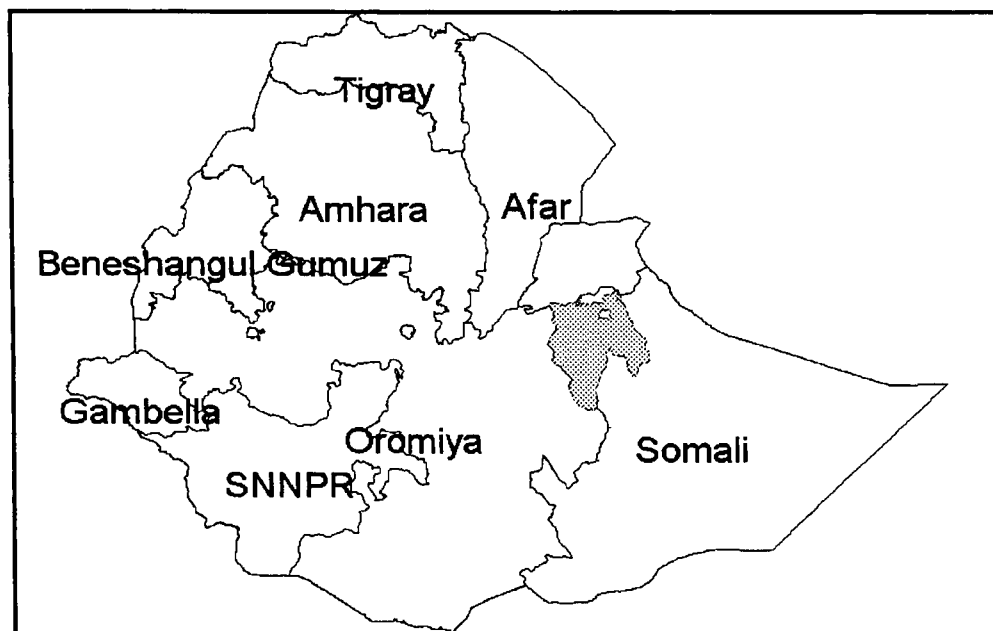 Tigray
Amhara
Afar
Beneshangul Gumuz
Gambella
Oromiya
Somali
SNNPR